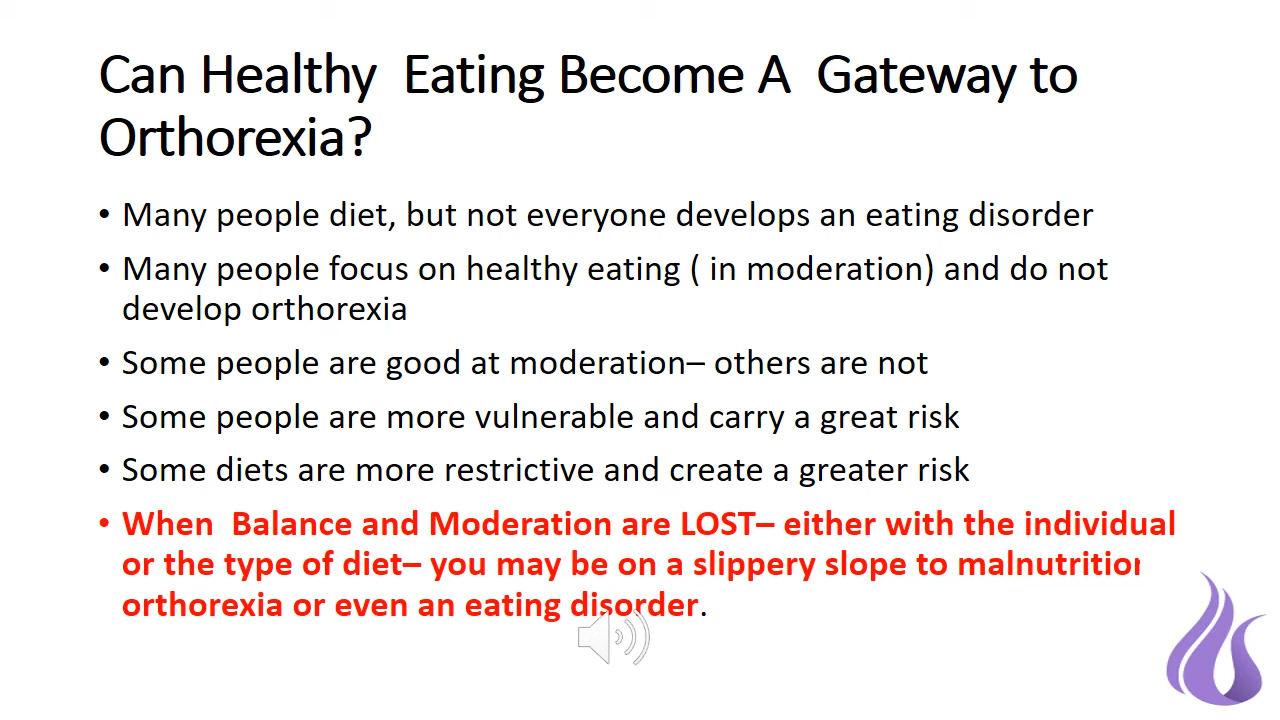 Can Healthy  Eating Become A  Gateway to
Orthorexia?
• Many people diet, but not everyone develops an eating disorder
• Many people focus on healthy eating ( in moderation) and do not
develop orthorexia
• Some people are good at moderation– others are not
• Some people are more vulnerable and carry a great risk
• Some diets are more restrictive and create a greater risk
• When  Balance and Moderation are LOST– either with the individual
or the type of diet– you may be on a slippery slope to malnutrition
orthorexia or even an eating disorder.